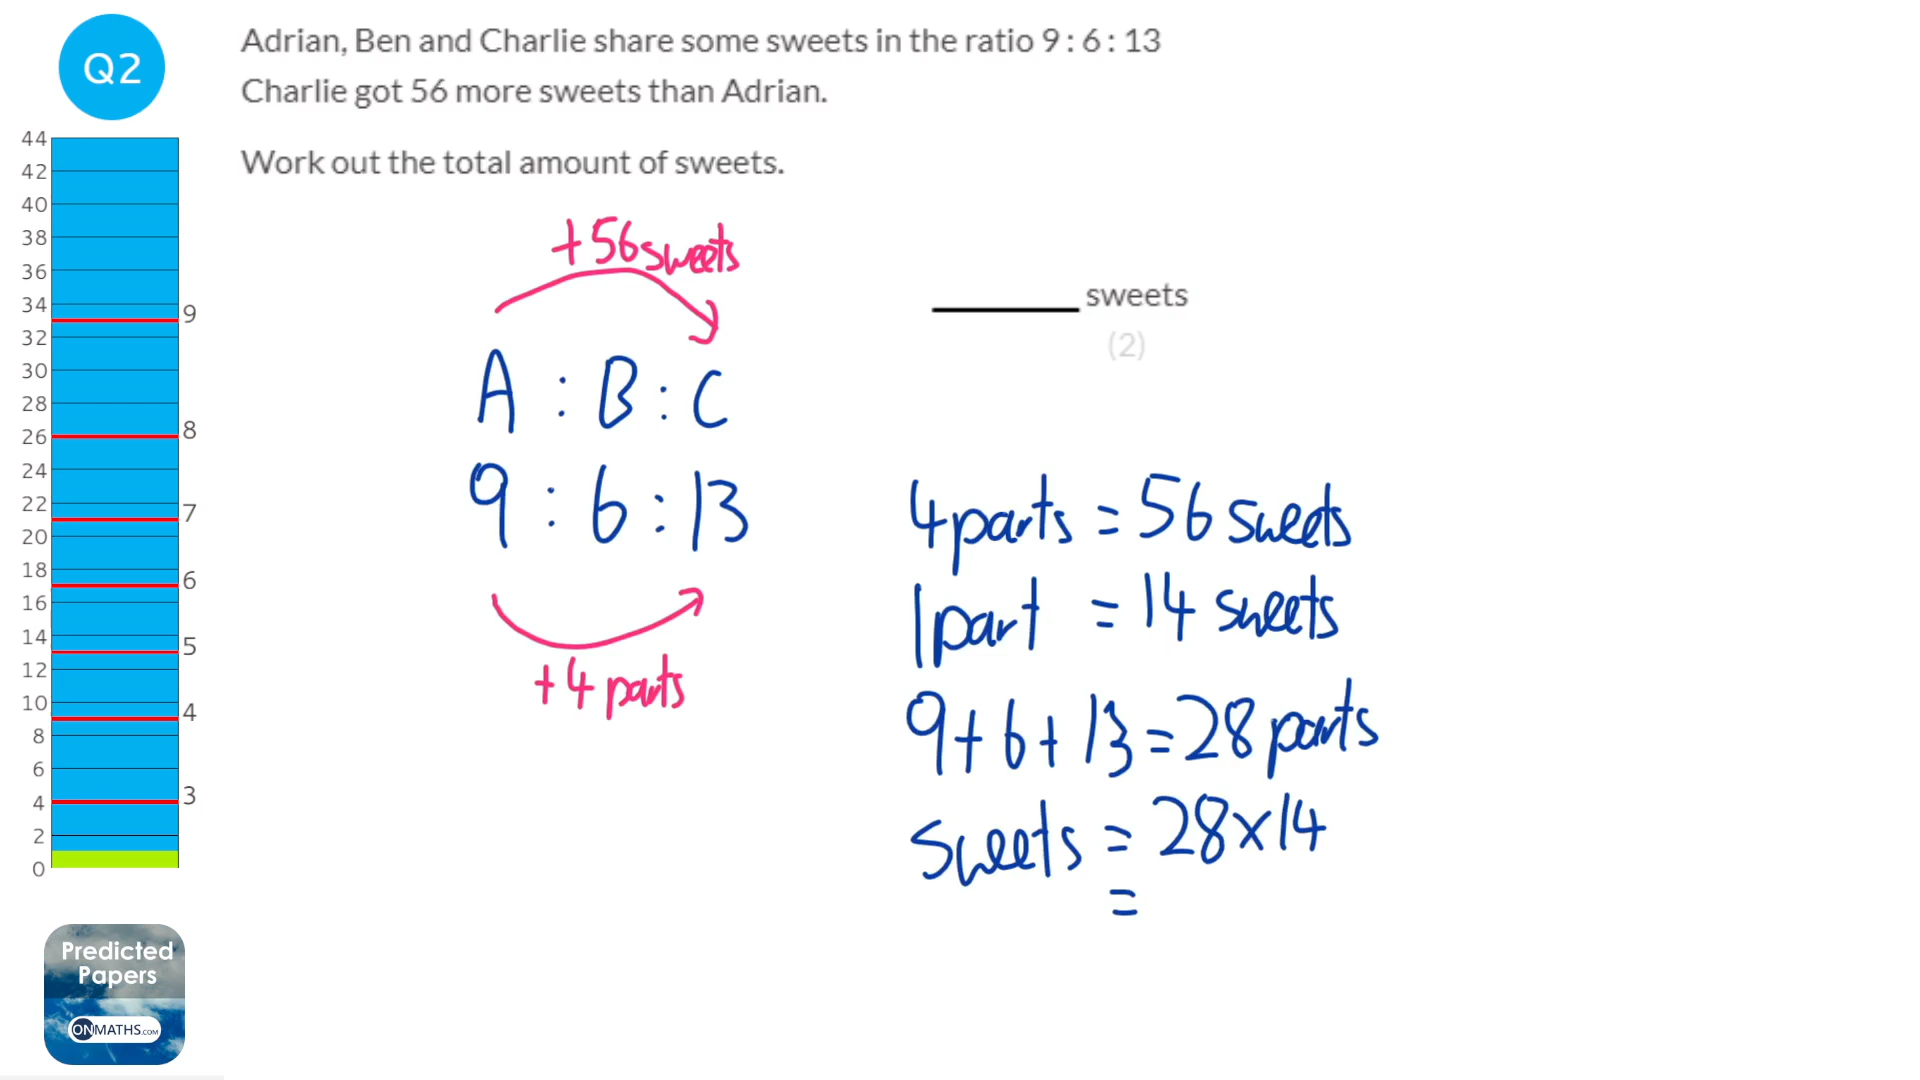 Q2
Adrian, Ben and Charlie share some sweets in the ratio 9 : 6 : 13
Charlie got 56 more sweets than Adrian.
Work out the total amount of sweets.
+56 sweets
A : B : C
9 : 6 : 13
+4 parts
________ sweets
(2)
4 parts = 56 sweets
1 part = 14 sweets
9 + 6 + 13 = 28 parts
Sweets = 28 × 14
=
44
42
40
38
36
34
32
30
28
26
24
22
20
18
16
14
12
10
8
6
4
2
0
9
8
7
6
5
4
3
Predicted
Papers
ONMATHS.COM